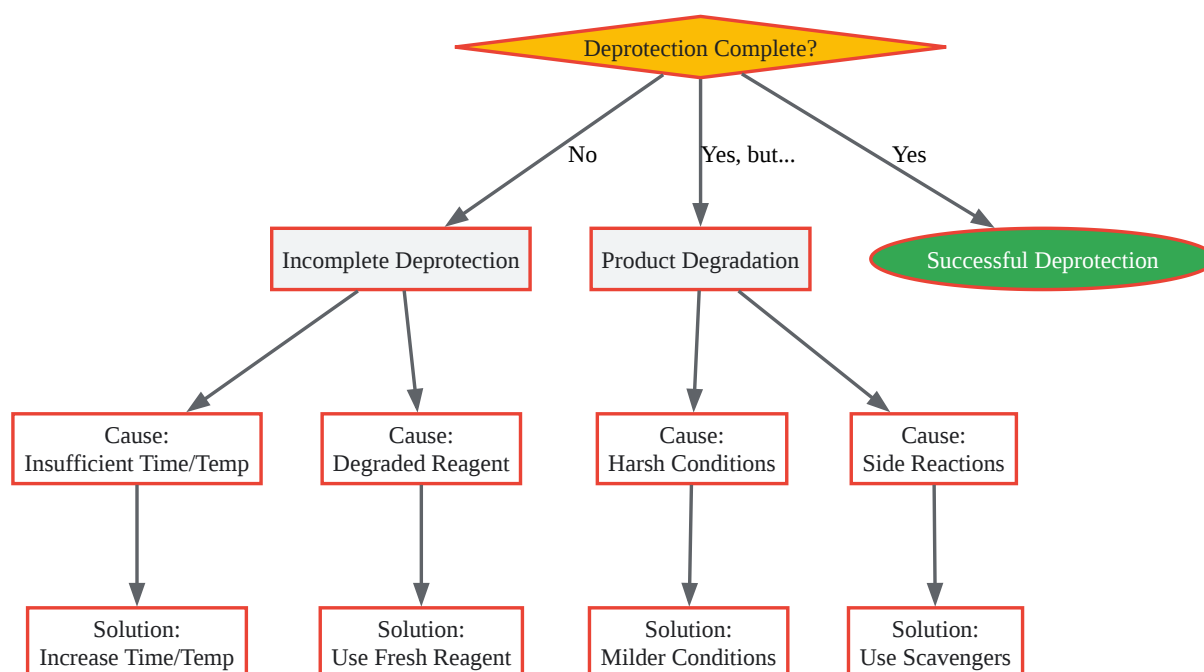 Deprotection Complete?
No
Yes, but...
Yes
Incomplete Deprotection
Product Degradation
Successful Deprotection
Cause:
Insufficient Time/Temp
Cause:
Degraded Reagent
Cause:
Harsh Conditions
Cause:
Side Reactions
Solution:
Increase Time/Temp
Solution:
Use Fresh Reagent
Solution:
Milder Conditions
Solution:
Use Scavengers